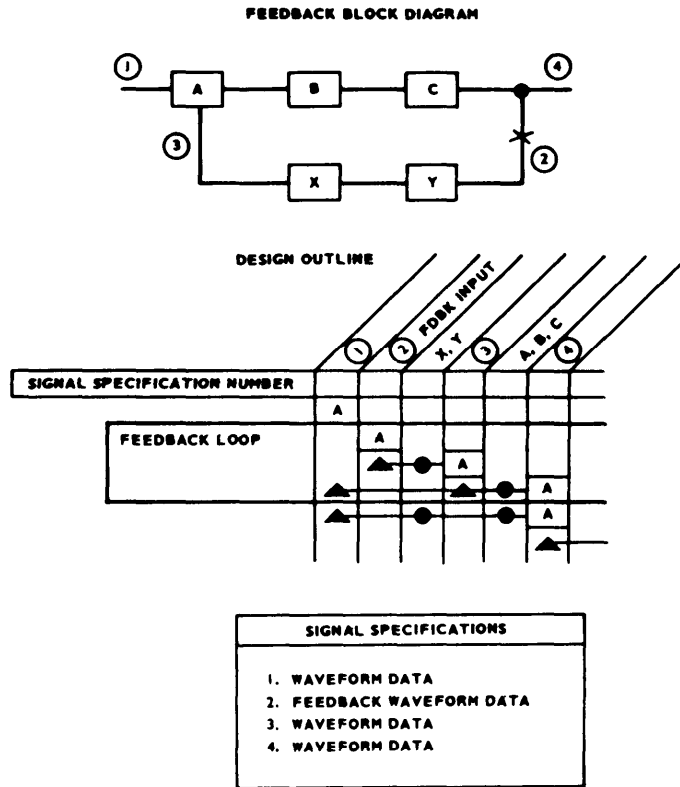 FEEDBACK BLOCK DIAGRAM
1 A B C 4
3 2
X Y
DESIGN OUTLINE
1 2 FDBK INPUT X, Y 3 A, B, C 4
SIGNAL SPECIFICATION NUMBER
A
FEEDBACK LOOP A
A
A
A
SIGNAL SPECIFICATIONS
1. WAVEFORM DATA
2. FEEDBACK WAVEFORM DATA
3. WAVEFORM DATA
4. WAVEFORM DATA